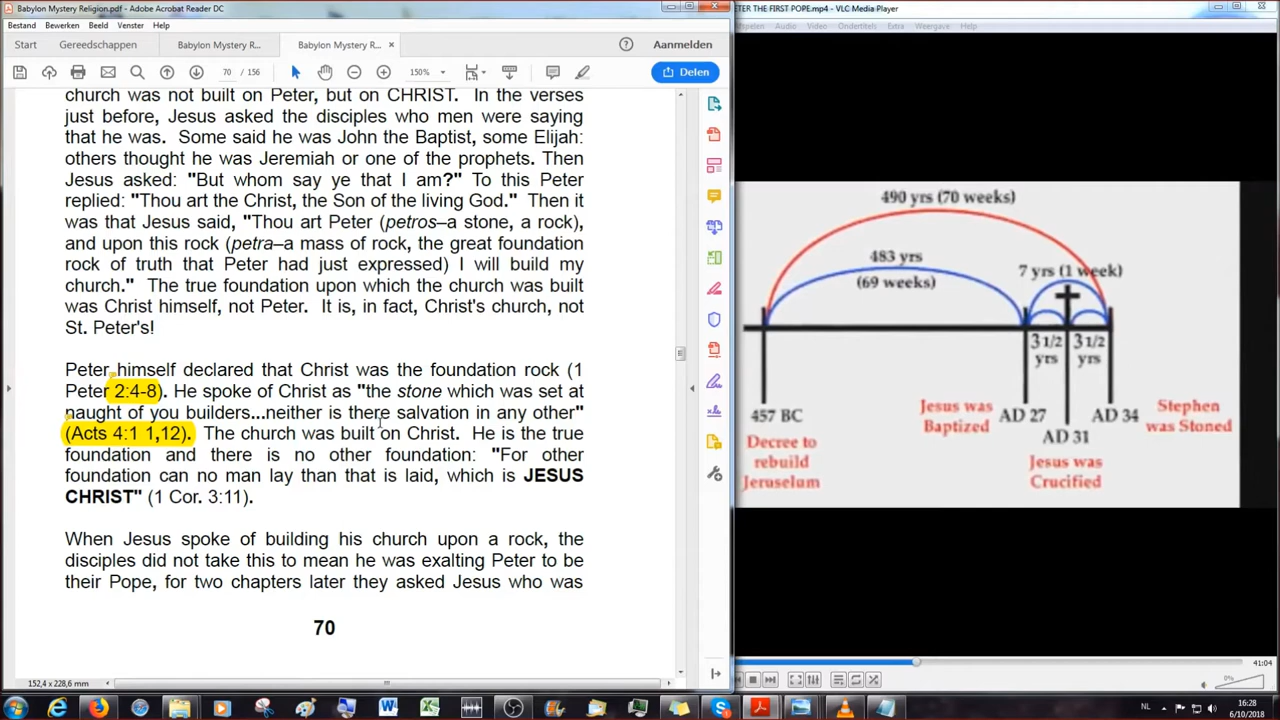 Babylon Mystery Religion.pdf - Adobe Acrobat Reader DC
Bestand Bewerken Beeld Venster Help
Start Gereedschappen Babylon Mystery R... Babylon Mystery R... × Aanmelden
70 / 156 150% Delen
church was not built on Peter, but on CHRIST. In the verses
just before, Jesus asked the disciples who men were saying
that he was. Some said he was John the Baptist, some Elijah:
others thought he was Jeremiah or one of the prophets. Then
Jesus asked: "But whom say ye that I am?" To this Peter
replied: "Thou art the Christ, the Son of the living God." Then it
was that Jesus said, "Thou art Peter (petros–a stone, a rock),
and upon this rock (petra–a mass of rock, the great foundation
rock of truth that Peter had just expressed) I will build my
church." The true foundation upon which the church was built
was Christ himself, not Peter. It is, in fact, Christ's church, not
St. Peter's!
Peter himself declared that Christ was the foundation rock (1
Peter 2:4-8). He spoke of Christ as "the stone which was set at
naught of you builders...neither is there salvation in any other"
(Acts 4:1 1,12). The church was built on Christ. He is the true
foundation and there is no other foundation: "For other
foundation can no man lay than that is laid, which is JESUS
CHRIST" (1 Cor. 3:11).
When Jesus spoke of building his church upon a rock, the
disciples did not take this to mean he was exalting Peter to be
their Pope, for two chapters later they asked Jesus who was
70
152,4 x 228,6 mm
ETER THE FIRST POPE.mp4 - VLC Media Player
fspelen Audio Video Ondertitels Extra Weergave Help
490 yrs (70 weeks)
483 yrs
(69 weeks)
7 yrs (1 week)
3 1/2
yrs
3 1/2
yrs
457 BC
Decree to
rebuild
Jeruselum
Jesus was
Baptized
AD 27
AD 31
Jesus was
Crucified
AD 34
Stephen
was Stoned
41:04
0%
NL
16:28
6/10/2018